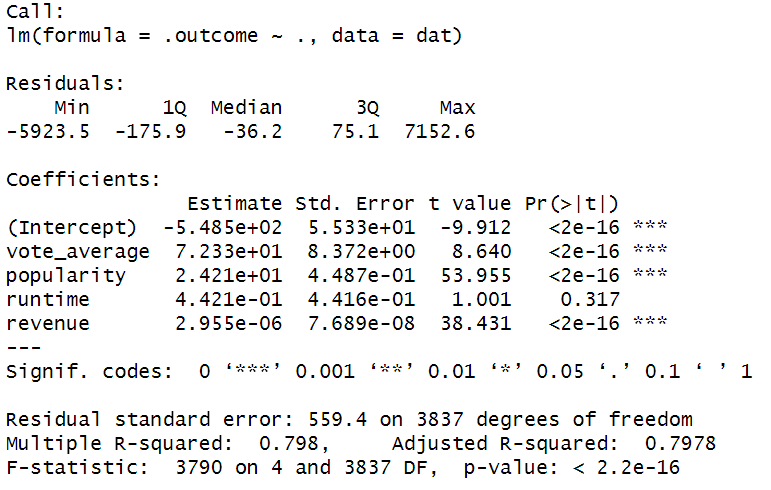 Call:
lm(formula = .outcome ~ ., data = dat)
Residuals:
Min 1Q Median 3Q Max
-5923.5 -175.9 -36.2 75.1 7152.6
Coefficients:
Estimate Std. Error t value Pr(>|t|)
(Intercept) -5.485e+02 5.533e+01 -9.912 <2e-16 ***
vote_average 7.233e+01 8.372e+00 8.640 <2e-16 ***
popularity 2.421e+01 4.487e-01 53.955 <2e-16 ***
runtime 4.421e-01 4.416e-01 1.001 0.317
revenue 2.955e-06 7.689e-08 38.431 <2e-16 ***
---
Signif. codes: 0 ‘***’ 0.001 ‘**’ 0.01 ‘*’ 0.05 ‘.’ 0.1 ‘ ’ 1
Residual standard error: 559.4 on 3837 degrees of freedom
Multiple R-squared: 0.798, Adjusted R-squared: 0.7978
F-statistic: 3790 on 4 and 3837 DF, p-value: < 2.2e-16